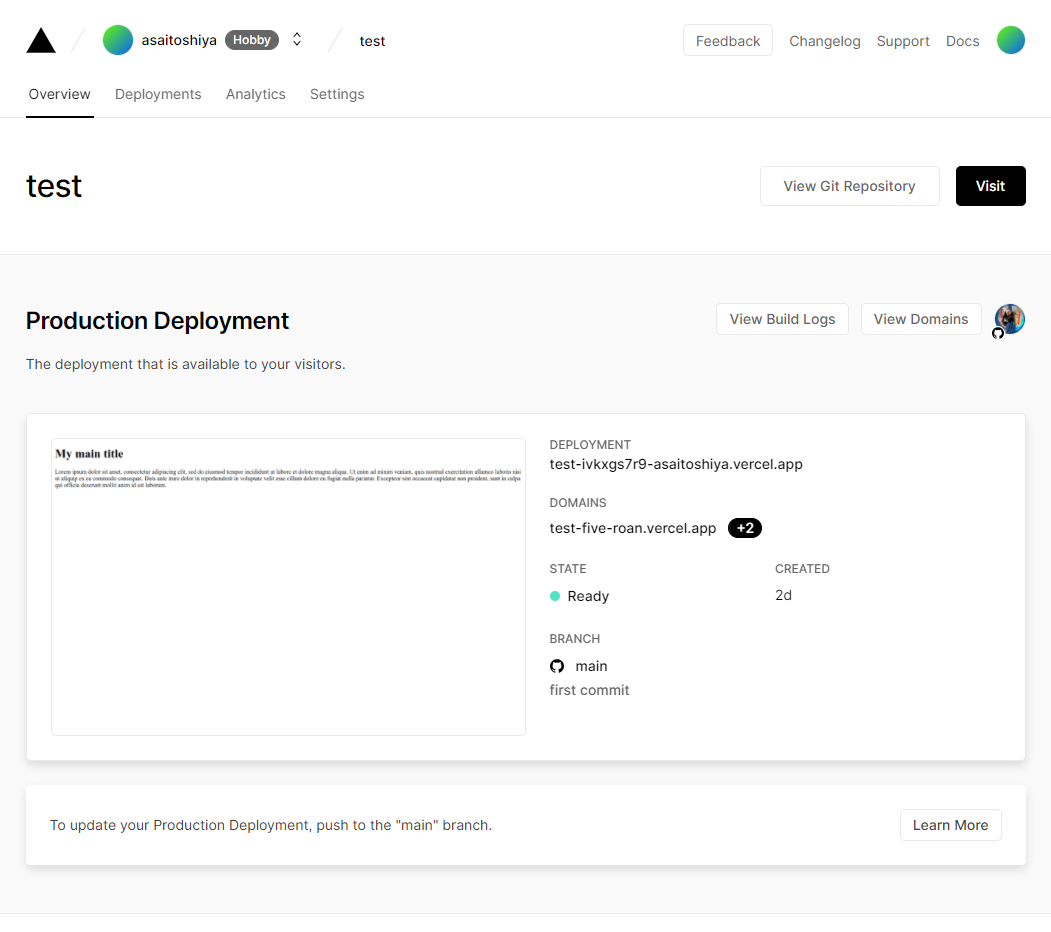 asaitoshiya Hobby test Feedback Changelog Support Docs
Overview Deployments Analytics Settings
test View Git Repository Visit
Production Deployment View Build Logs View Domains
The deployment that is available to your visitors.
My main title
Lorem ipsum dolor sit amet, consectetur adipiscing elit, sed do eiusmod tempor incididunt ut labore et dolore magna aliqua. Ut enim ad minim veniam, quis nostrud exercitation ullamco laboris nisi
ut aliquip ex ea commodo consequat. Duis aute irure dolor in reprehenderit in voluptate velit esse cillum dolore eu fugiat nulla pariatur. Excepteur sint occaecat cupidatat non proident, sunt in culpa
qui officia deserunt mollit anim id est laborum.
DEPLOYMENT
test-ivkxgs7r9-asaitoshiya.vercel.app
DOMAINS
test-five-roan.vercel.app +2
STATE CREATED
Ready 2d
BRANCH
main
first commit
To update your Production Deployment, push to the "main" branch. Learn More